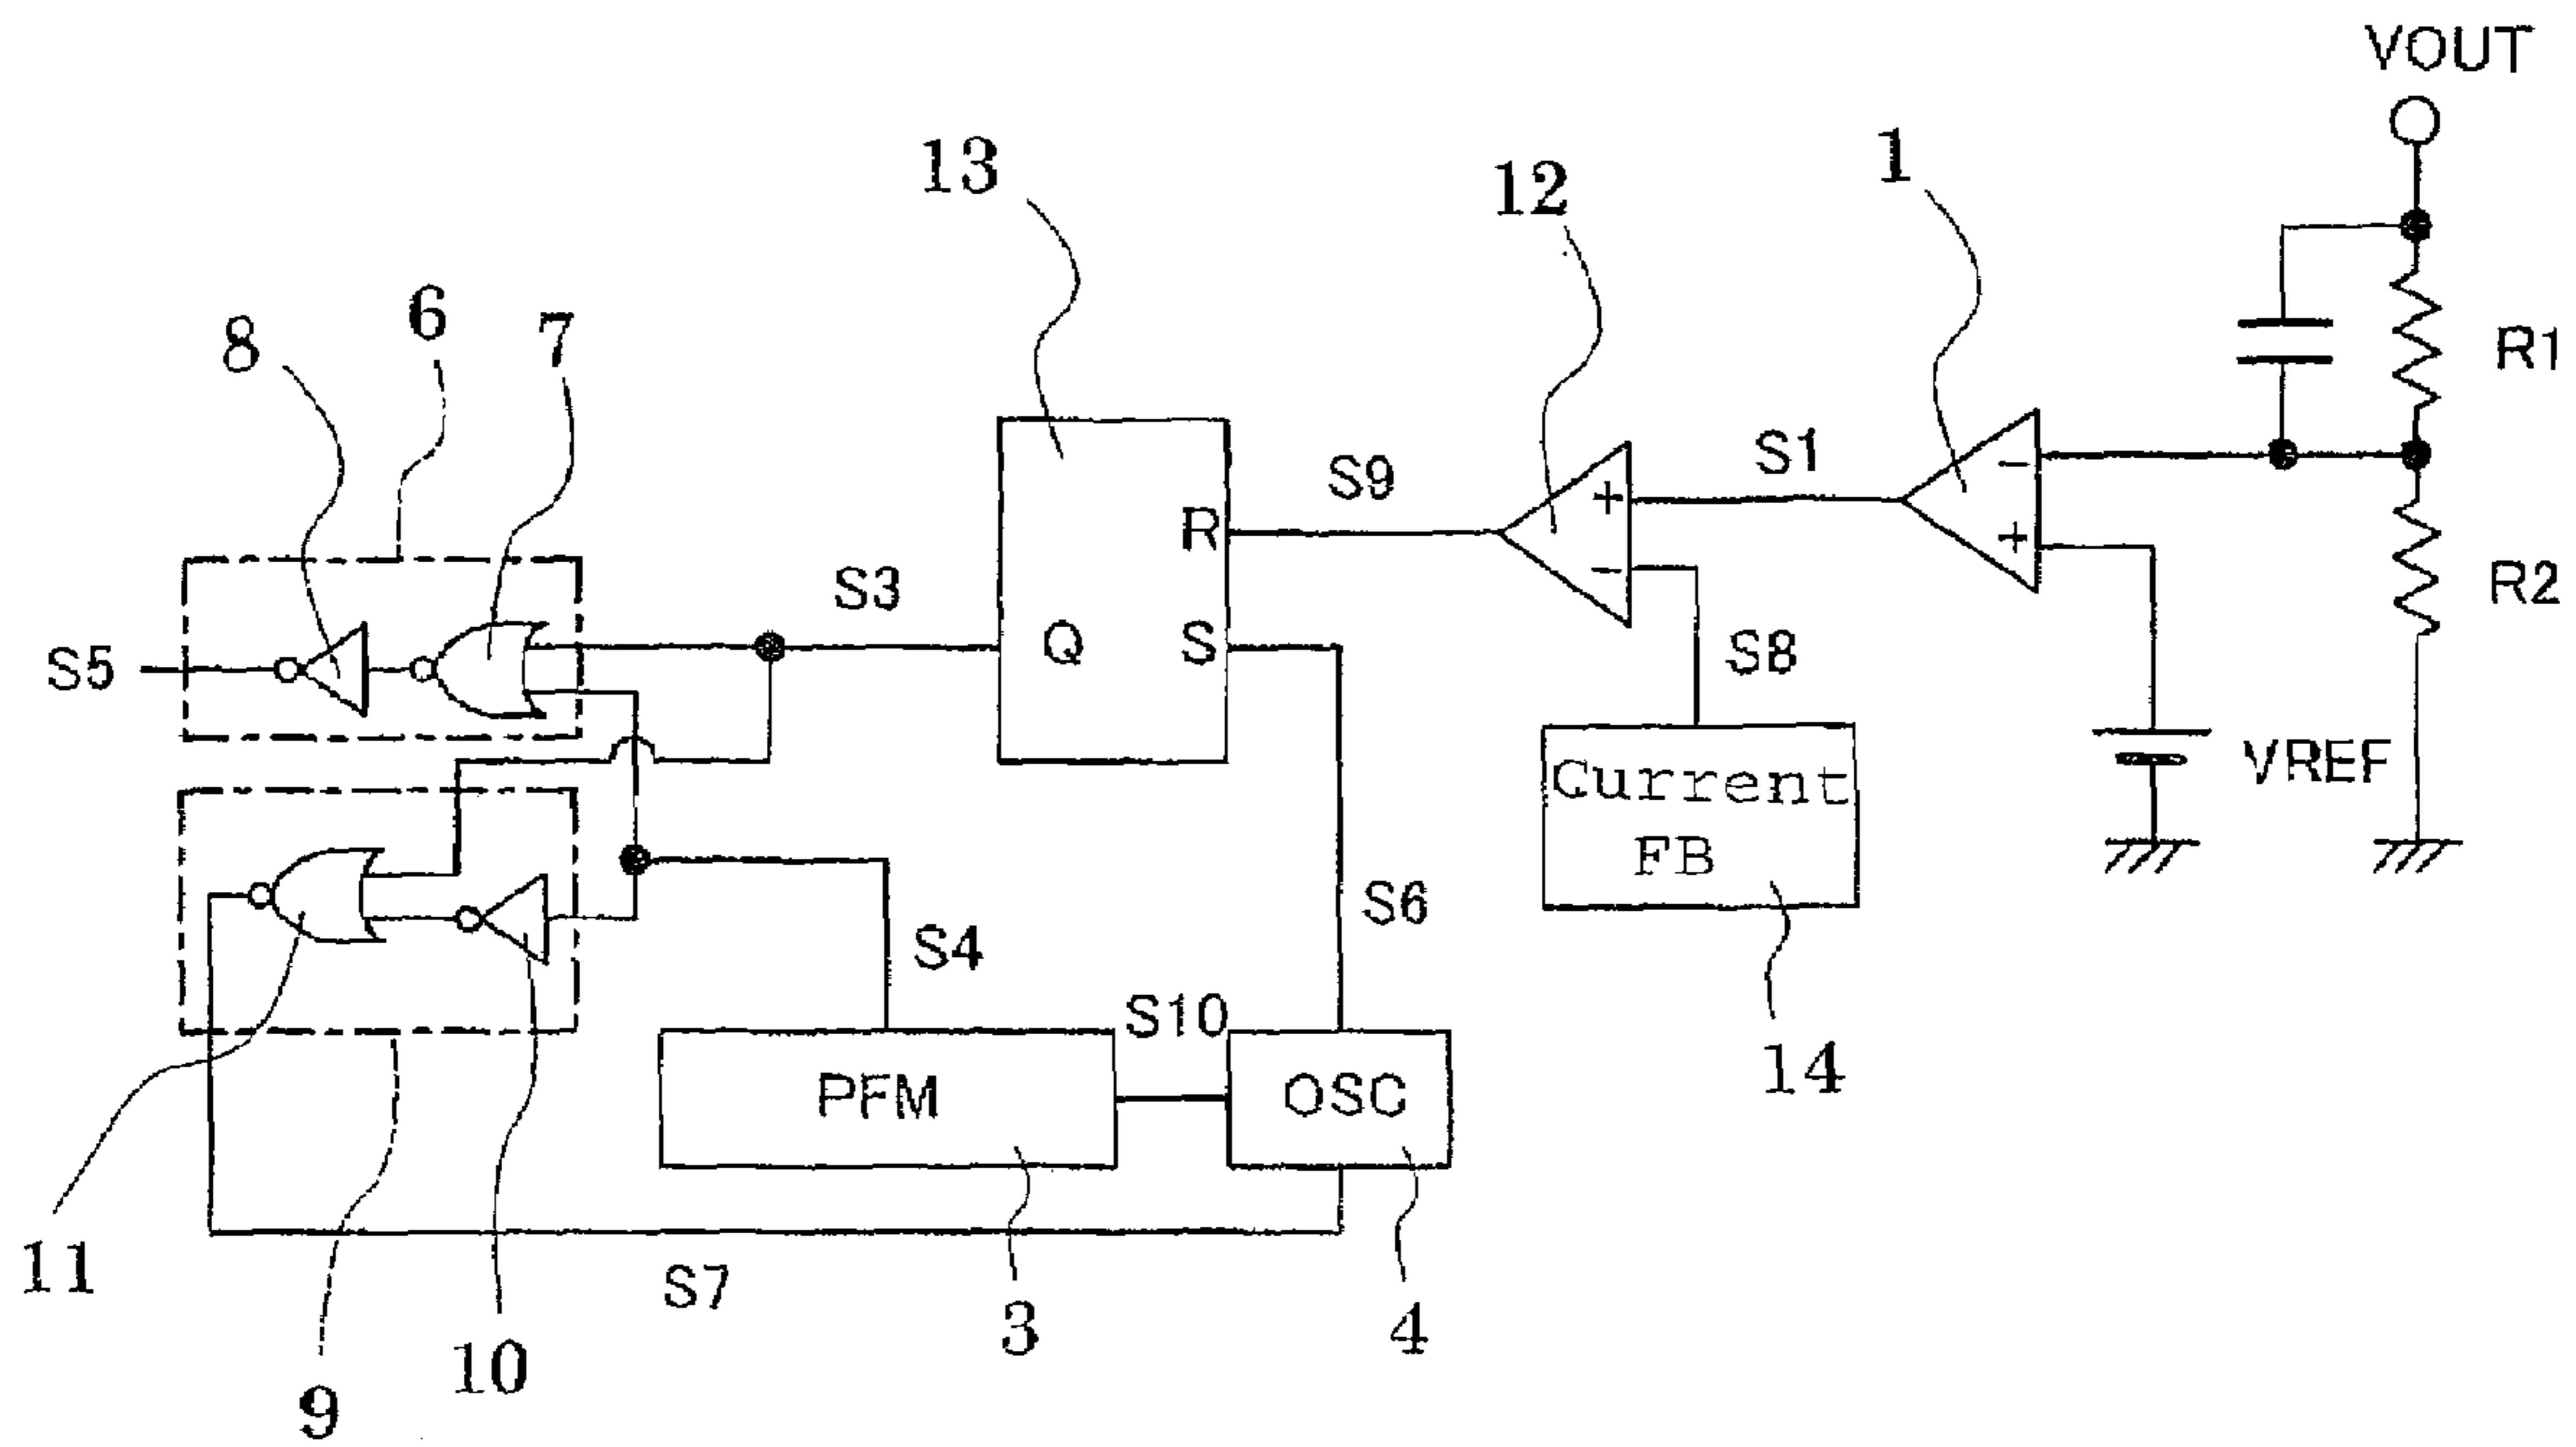 VOUT
13
12
1
6
7
8
R1
S1
S9
+
−
R
+
+
S3
−
R2
Q
S
S8
S5
VREF
Current
FB
S6
S4
S10
PFM
OSC
14
11
S7
3
4
10
9